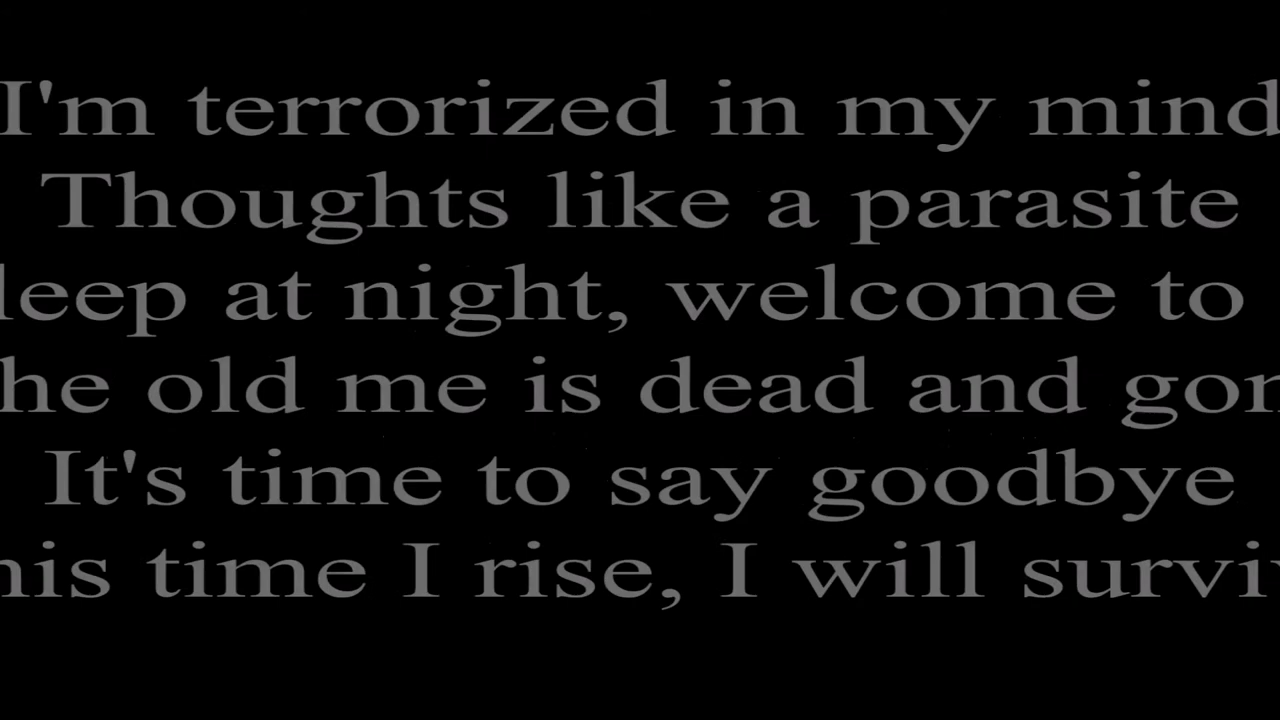 I'm terrorized in my mind
Thoughts like a parasite
leep at night, welcome to
he old me is dead and gon
It's time to say goodbye
his time I rise, I will surviv